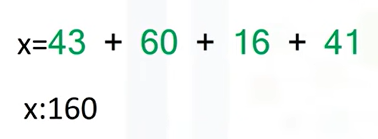 x=43 + 60 + 16 + 41
x:160